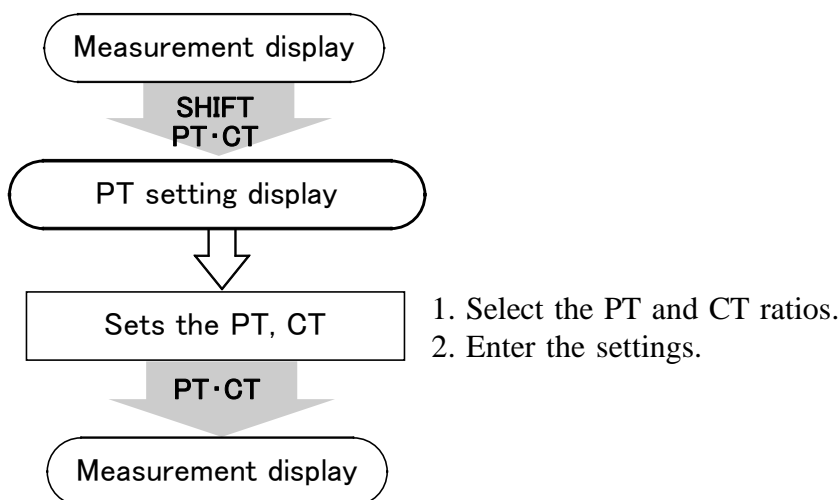 Measurement display
SHIFT
PT・CT
PT setting display
Sets the PT, CT
1. Select the PT and CT ratios.
2. Enter the settings.
PT・CT
Measurement display